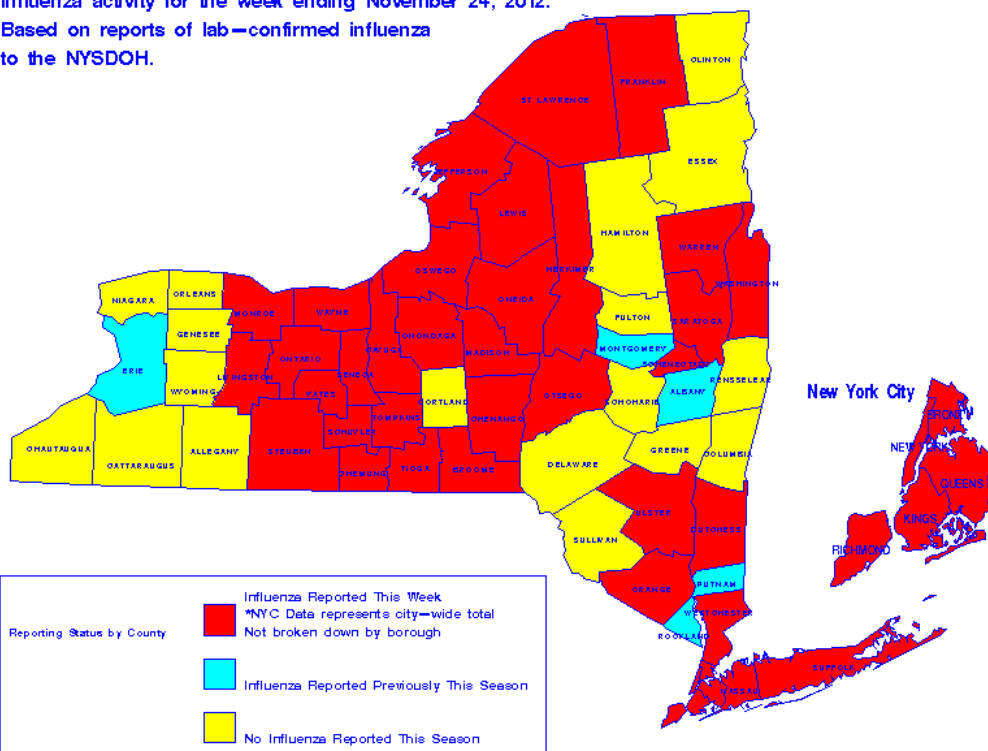 Influenza activity for the week ending November 24, 2012.
Based on reports of lab—confirmed influenza
to the NYSDOH.
CLINTON
FRANKLIN
ST LAWRENCE
ESSEX
JEFFERSON
LEWIS
HAMILTON
WARREN
OSWEGO
HERKIMER
WASHINGTON
ONEIDA
NIAGARA
ORLEANS
MONROE
WAYNE
FULTON
SARATOGA
GENESEE
ONONDAGA
CAYUGA
MADISON
MONTGOMERY
ONTARIO
SCHENECTADY
ERIE
SENECA
LIVINGSTON
RENSSELEAR
WYOMING
YATES
OTSEGO
ALBANY
New York City
CORTLAND
SCHOHARIE
TOMPKINS
CHENANGO
BRONX
SCHUYLER
CHAUTAUQUA
ALLEGANY
STEUBEN
GREENE
COLUMBIA
NEW YORK
CATTARAUGUS
DELAWARE
CHEMUNG
TIOGA
BROOME
QUEENS
ULSTER
KINGS
DUTCHESS
SULLIVAN
RICHMOND
PUTNAM
ORANGE
WESTCHESTER
ROCKLAND
SUFFOLK
NASSAU
Influenza Reported This Week
*NYC Data represents city—wide total
Reporting Status by County
Not broken down by borough
Influenza Reported Previously This Season
No Influenza Reported This Season